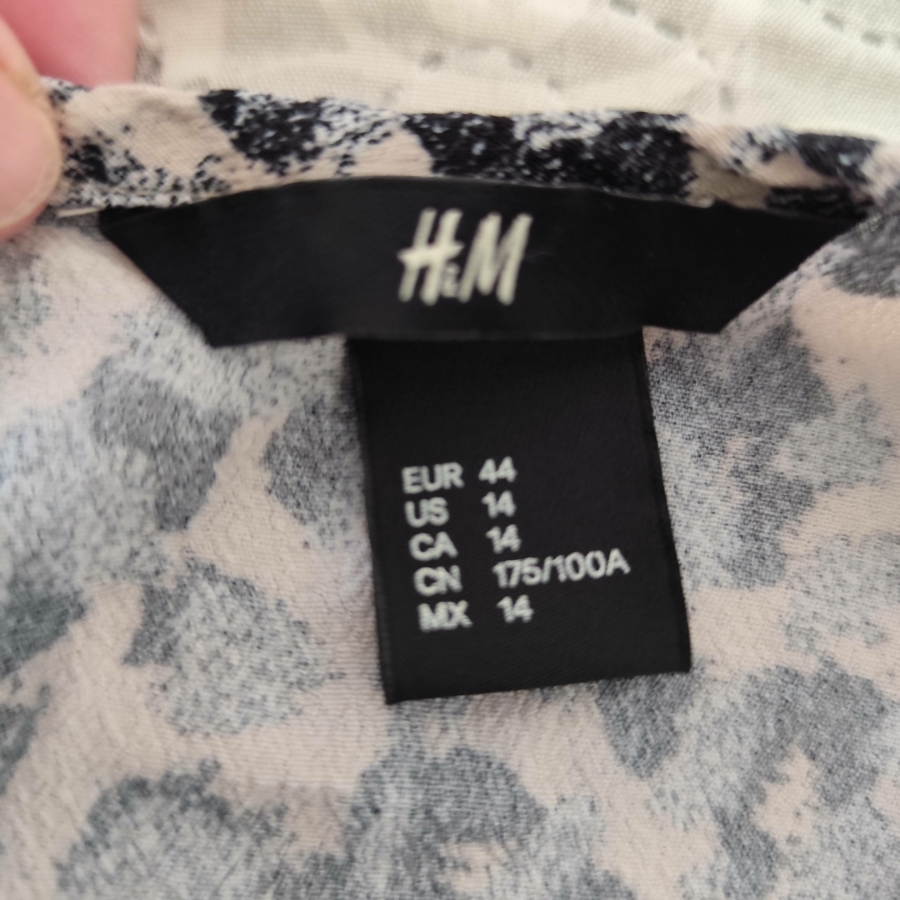 H&M
EUR 44
US 14
CA 14
CN 175/100A
MX 14